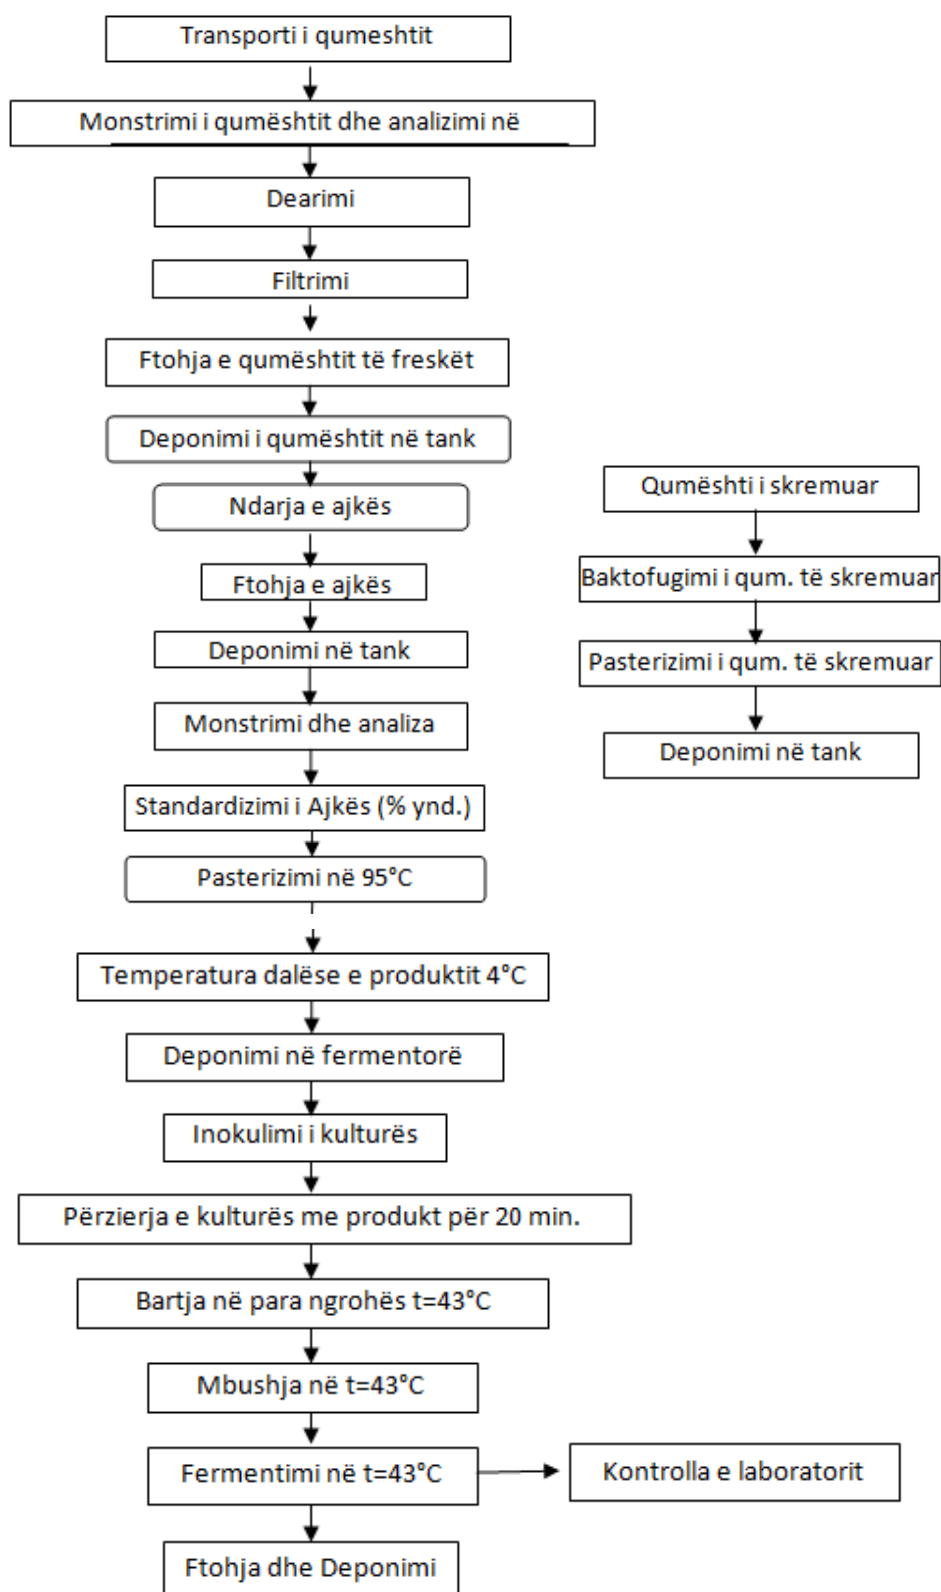 Transporti i qumeshtit
Monstrimi i qumështit dhe analizimi në
Dearimi
Filtrimi
Ftohja e qumështit të freskët
Deponimi i qumështit në tank
Ndarja e ajkës
Ftohja e ajkës
Deponimi në tank
Monstrimi dhe analiza
Standardizimi i Ajkës (% ynd.)
Pasterizimi në 95°C
Temperatura dalëse e produktit 4°C
Deponimi në fermentorë
Inokulimi i kulturës
Përzierja e kulturës me produkt për 20 min.
Bartja në para ngrohës t=43°C
Mbushja në t=43°C
Fermentimi në t=43°C
Kontrolla e laboratorit
Ftohja dhe Deponimi
Qumështi i skremuar
Baktofugimi i qum. të skremuar
Pasterizimi i qum. të skremuar
Deponimi në tank